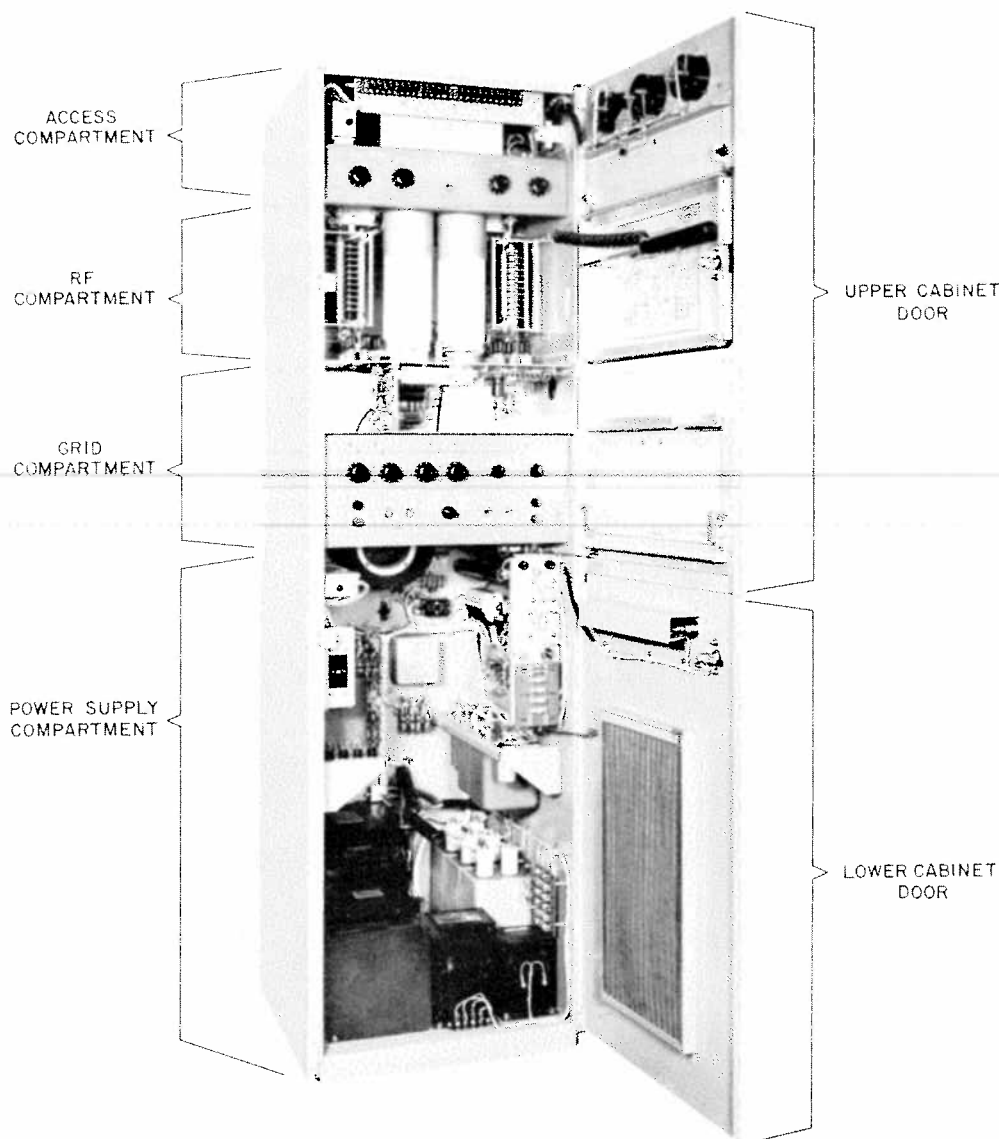 ACCESS
COMPARTMENT
RF
COMPARTMENT
GRID
COMPARTMENT
POWER SUPPLY
COMPARTMENT
UPPER CABINET
DOOR
LOWER CABINET
DOOR